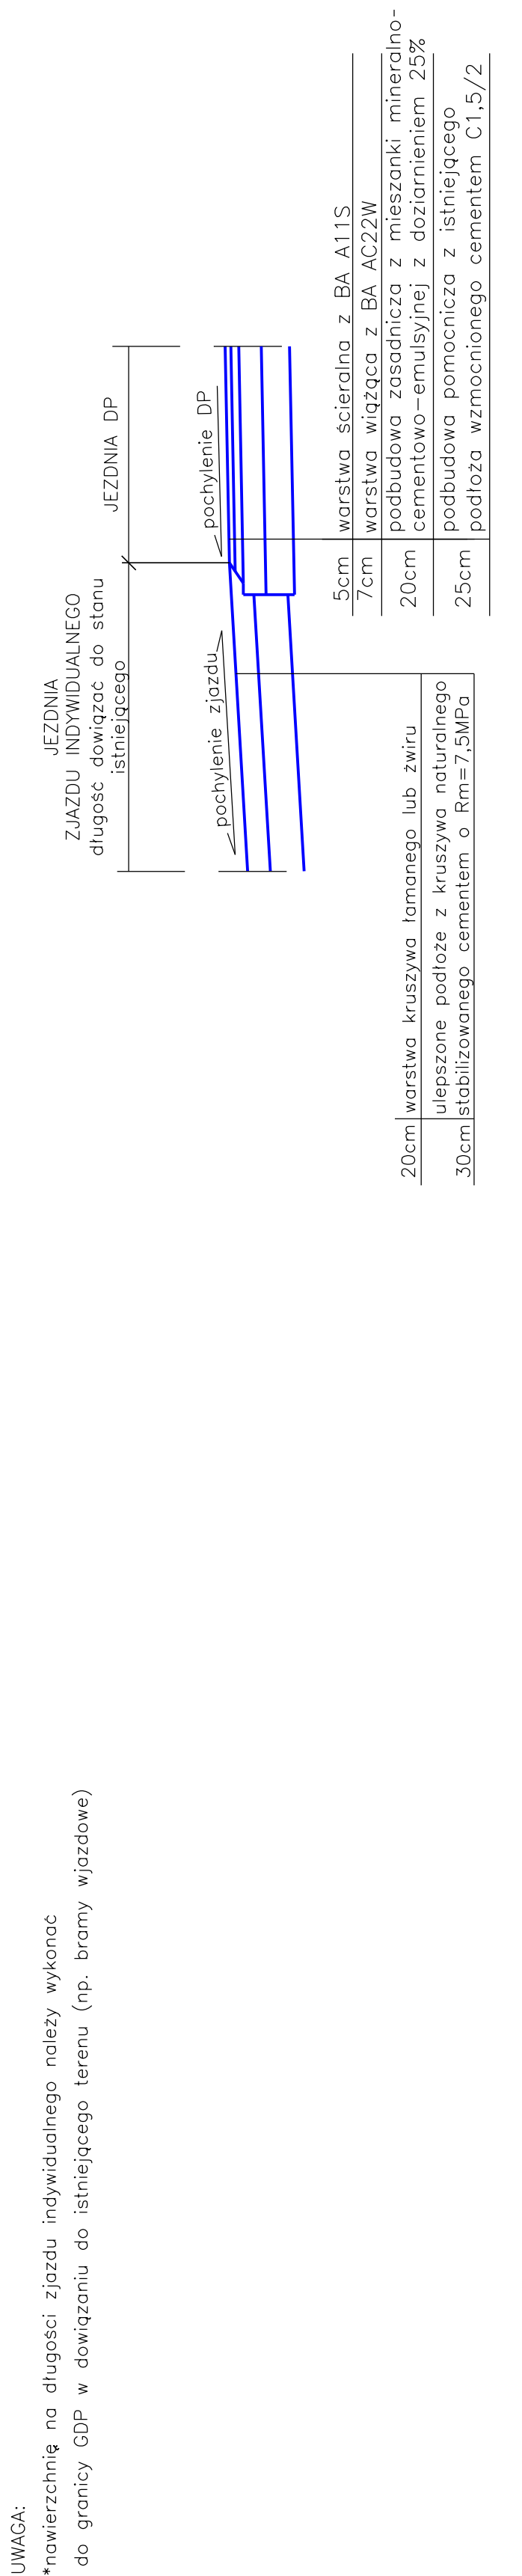 UWAGA:
*nawierzchnię na długości zjazdu indywidualnego należy wykonać
do granicy GDP w dowiązaniu do istniejącego terenu (np. bramy wjazdowe)
JEZDNIA
ZJAZDU INDYWIDUALNEGO
długość dowiązać do stanu
istniejącego
JEZDNIA DP
pochylenie zjazdu
pochylenie DP
20cm warstwa kruszywa łamanego lub żwiru
ulepszone podłoże z kruszywa naturalnego
30cm stabilizowanego cementem o Rm=7,5MPa
5cm warstwa ścieralna z BA A11S
7cm warstwa wiążąca z BA AC22W
podbudowa zasadnicza z mieszanki mineralno-
20cm cementowo-emulsyjnej z doziarnieniem 25%
podbudowa pomocnicza z istniejącego
25cm podłoża wzmocnionego cementem C1,5/2